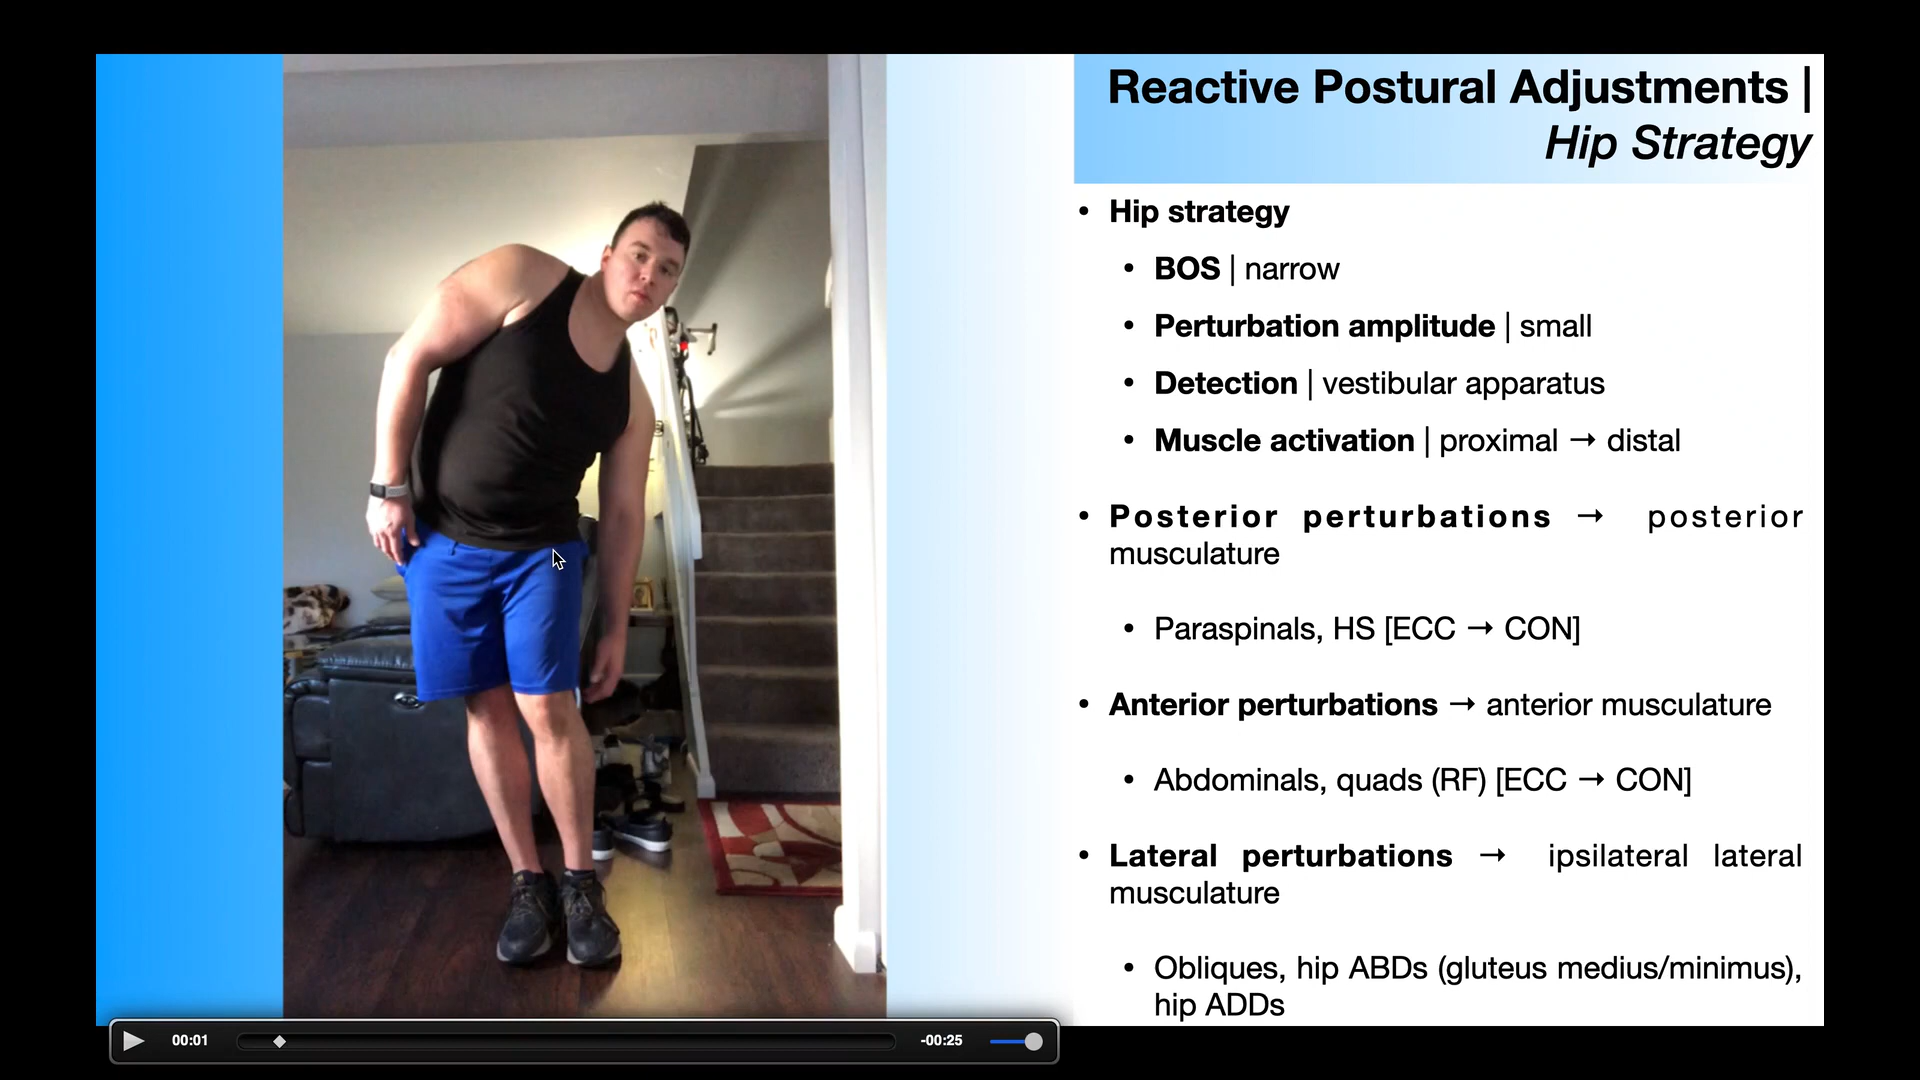 Reactive Postural Adjustments |
Hip Strategy
• Hip strategy
• BOS | narrow
• Perturbation amplitude | small
• Detection | vestibular apparatus
• Muscle activation | proximal → distal
• Posterior perturbations → posterior
musculature
• Paraspinals, HS [ECC → CON]
• Anterior perturbations → anterior musculature
• Abdominals, quads (RF) [ECC → CON]
• Lateral perturbations → ipsilateral lateral
musculature
• Obliques, hip ABDs (gluteus medius/minimus),
hip ADDs
00:01
-00:25